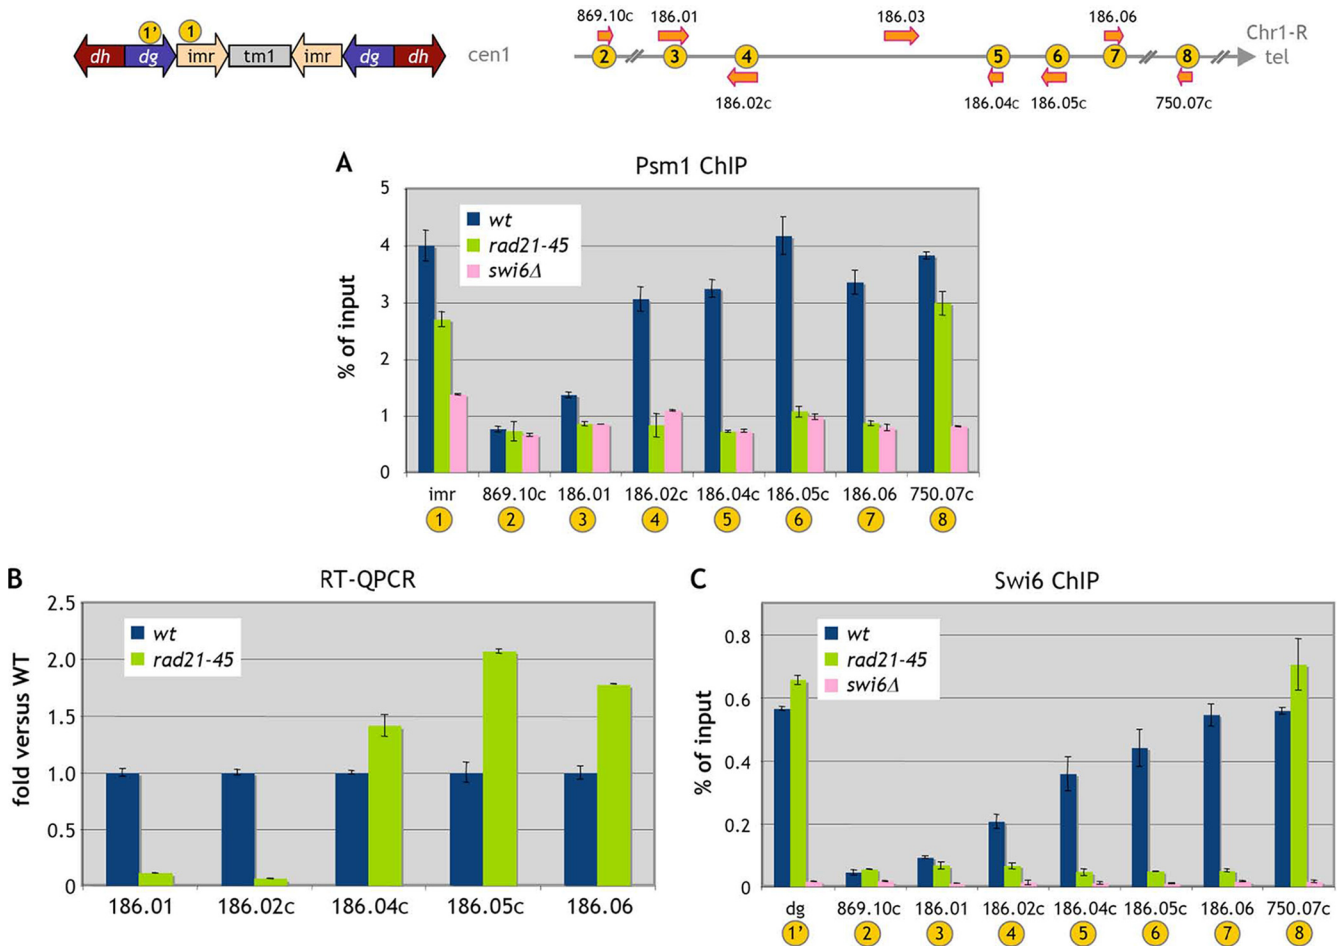 869.10c 186.01 186.03 186.06
1' 1
dh dg imr tm1 imr dg dh cen1
2 // 3 4 5 6 7 // 8 // Chr1-R tel
186.02c 186.04c 186.05c 750.07c
A Psm1 ChIP
% of input
5
4
3
2
1
0
wt
rad21-45
swi6Δ
imr 869.10c 186.01 186.02c 186.04c 186.05c 186.06 750.07c
1 2 3 4 5 6 7 8
B RT-QPCR
fold versus WT
2.5
2.0
1.5
1.0
0.5
0
wt
rad21-45
186.01 186.02c 186.04c 186.05c 186.06
C Swi6 ChIP
% of input
0.8
0.6
0.4
0.2
0
wt
rad21-45
swi6Δ
dg 869.10c 186.01 186.02c 186.04c 186.05c 186.06 750.07c
1' 2 3 4 5 6 7 8